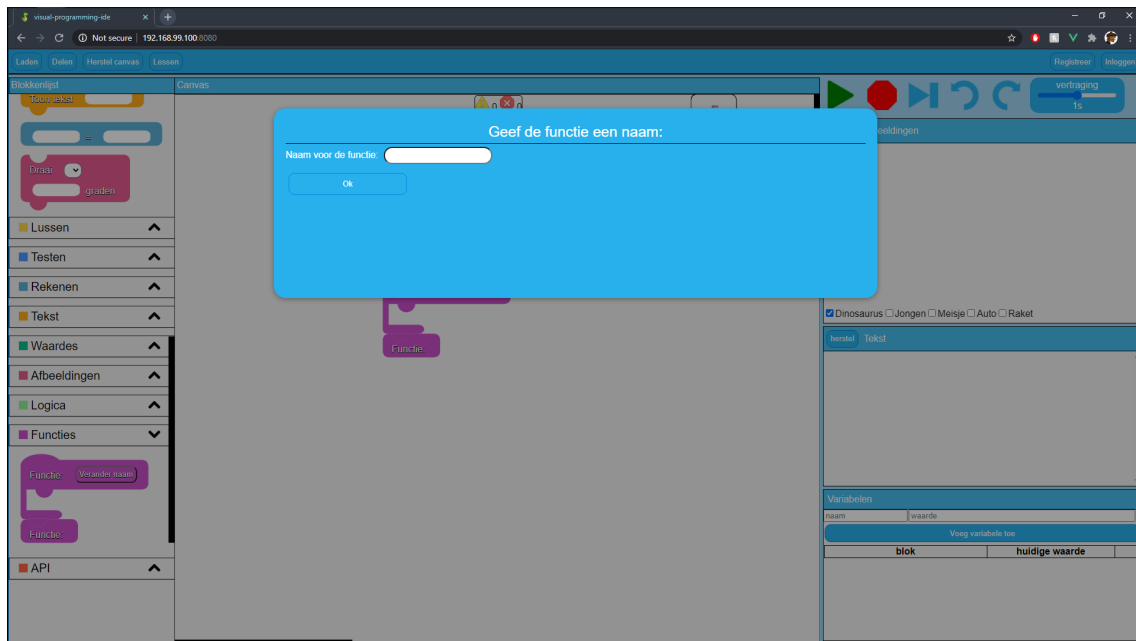 visual-programming-ide
Not secure | 192.168.99.100:8080
Laden Delen Herstel canvas Lessen
Registreer Inloggen
Blokkenlijst
Canvas
vertraging
1s
Toon tekst
0 0
=
Draai
graden
Geef de functie een naam:
Naam voor de functie:
Ok
eeldingen
Lussen
Testen
Rekenen
Tekst
Waardes
Afbeeldingen
Logica
Functies
Functie: Verander naam
Functie:
API
Functie:
Dinosaurus Jongen Meisje Auto Raket
herstel Tekst
Variabelen
naam waarde
Voeg variabele toe
blok huidige waarde